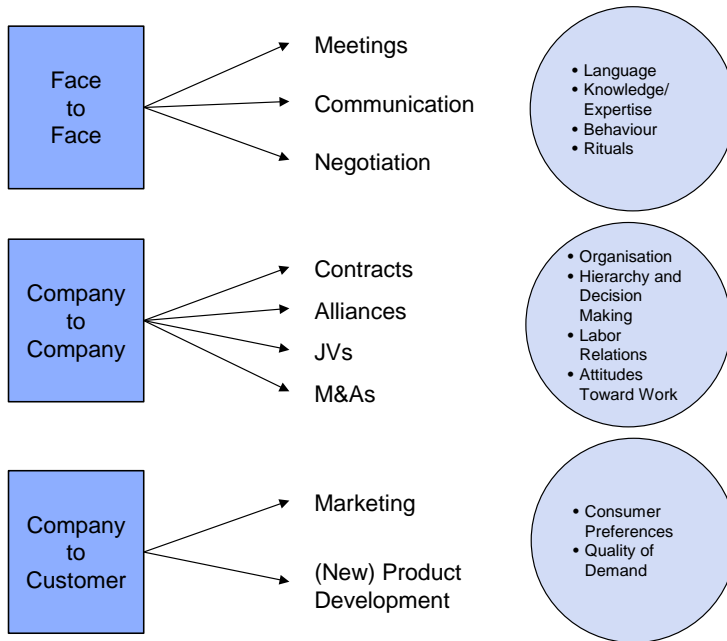 Face
to
Face
Meetings
Communication
Negotiation
• Language
• Knowledge/
Expertise
• Behaviour
• Rituals
Company
to
Company
Contracts
Alliances
JVs
M&As
• Organisation
• Hierarchy and
Decision
Making
• Labor
Relations
• Attitudes
Toward Work
Company
to
Customer
Marketing
(New) Product
Development
• Consumer
Preferences
• Quality of
Demand